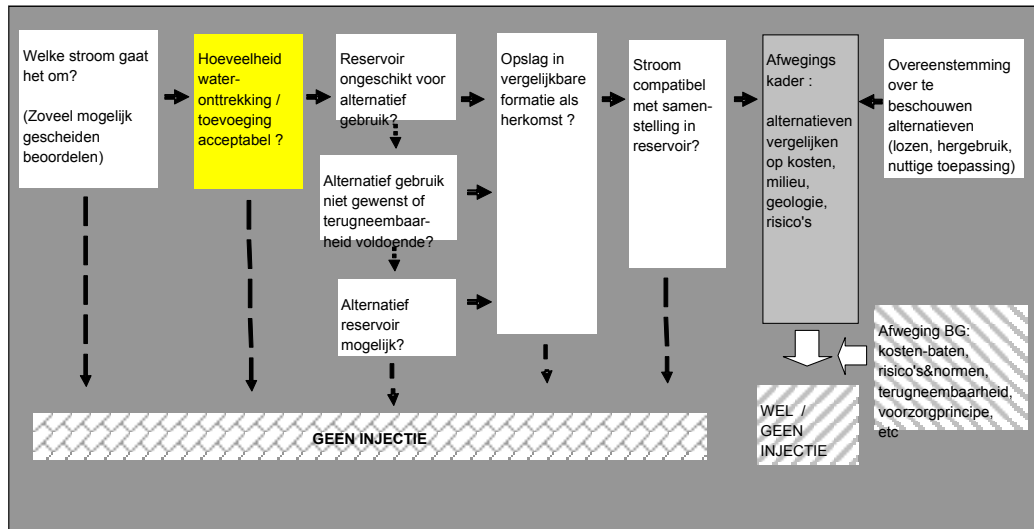 Welke stroom gaat
het om?
(Zoveel mogelijk
gescheiden
beoordelen)
Hoeveelheid
water-
onttrekking /
toevoeging
acceptabel ?
Reservoir
ongeschikt voor
alternatief
gebruik?
Alternatief gebruik
niet gewenst of
terugneembaar-
heid voldoende?
Alternatief
reservoir
mogelijk?
Opslag in
vergelijkbare
formatie als
herkomst ?
Stroom
compatibel
met samen-
stelling in
reservoir?
Afwegings
kader :
alternatieven
vergelijken
op kosten,
milieu,
geologie,
risico's
Overeenstemming
over te
beschouwen
alternatieven
(lozen, hergebruik,
nuttige toepassing)
Afweging BG:
kosten-baten,
risico's&normen,
terugneembaarheid,
voorzorgprincipe,
etc
WEL /
GEEN
INJECTIE
GEEN INJECTIE